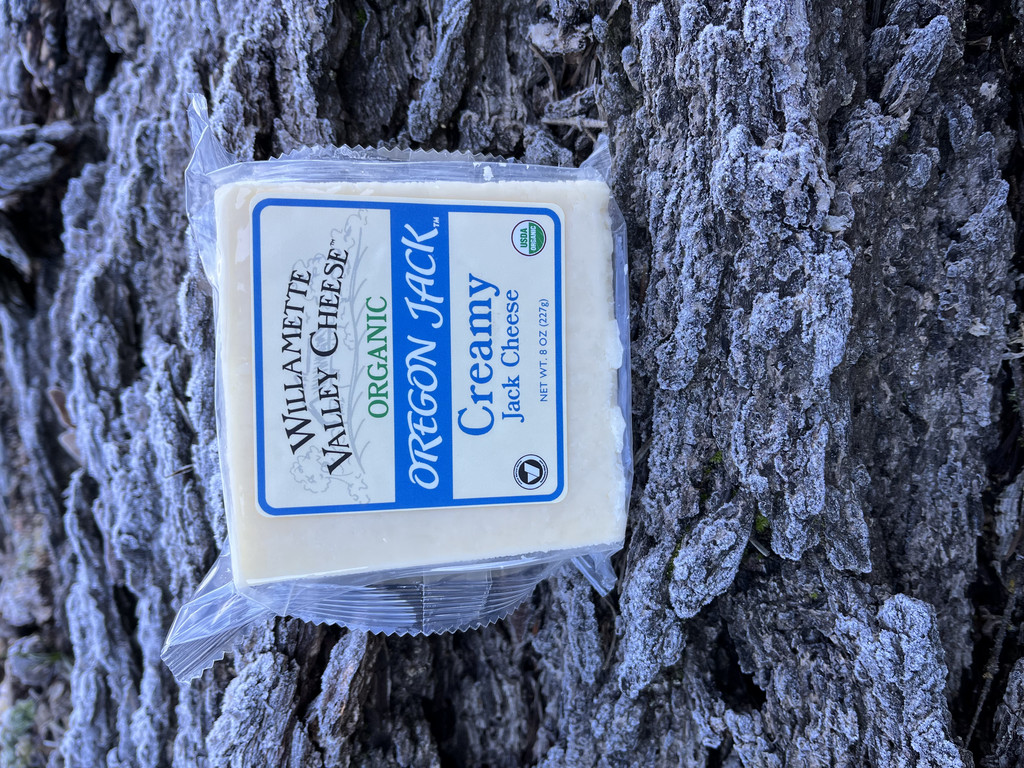 WILLAMETTE
VALLEY CHEESE™
ORGANIC
OREGON JACK™
Creamy
Jack Cheese
NET WT. 8 OZ (227g)
USDA
ORGANIC